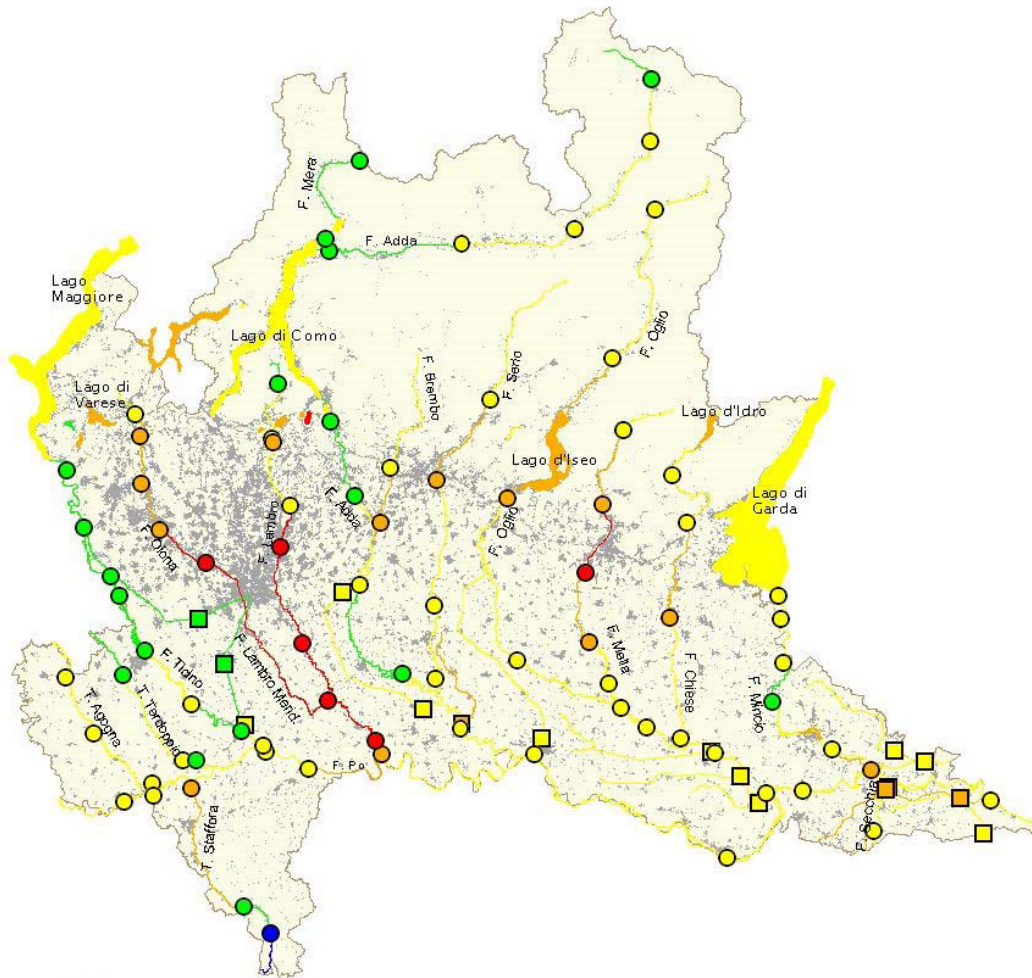 F. Mera
F. Adda
Lago
Maggiore
Lago di Como
F. Oglio
F. Serio
F. Brembo
Lago di
Varese
Lago d'Idro
Lago d'Iseo
Lago di
Garda
F. Adda
F. Lambro
F. Oglio
F. Olona
F. Ticino
F. Lambro Merid.
F. Mella
F. Chiese
F. Mincio
T. Agogna
T. Terdoppio
F. Po
F. Secchia
T. Staffora